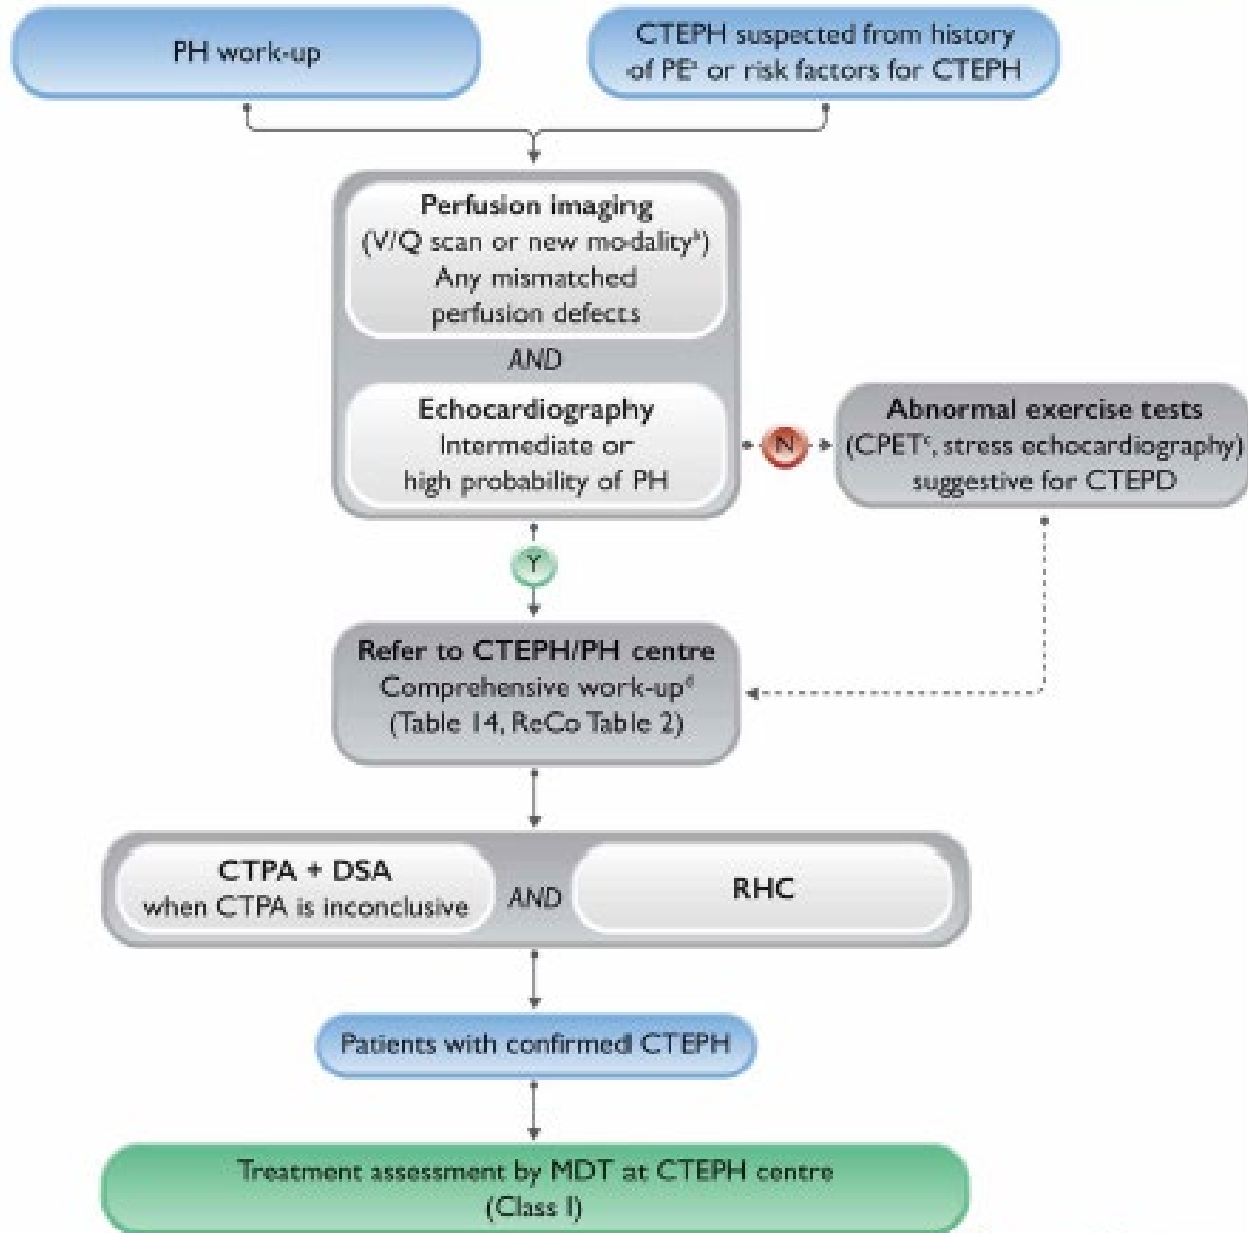 PH work-up
CTEPH suspected from history
of PEᵃ or risk factors for CTEPH
Perfusion imaging
(V/Q scan or new modalityᵇ)
Any mismatched
perfusion defects
AND
Echocardiography
Intermediate or
high probability of PH
N
Abnormal exercise tests
(CPETᶜ, stress echocardiography)
suggestive for CTEPD
Y
Refer to CTEPH/PH centre
Comprehensive work-upᵈ
(Table 14, ReCo Table 2)
CTPA + DSA
when CTPA is inconclusive
AND
RHC
Patients with confirmed CTEPH
Treatment assessment by MDT at CTEPH centre
(Class I)